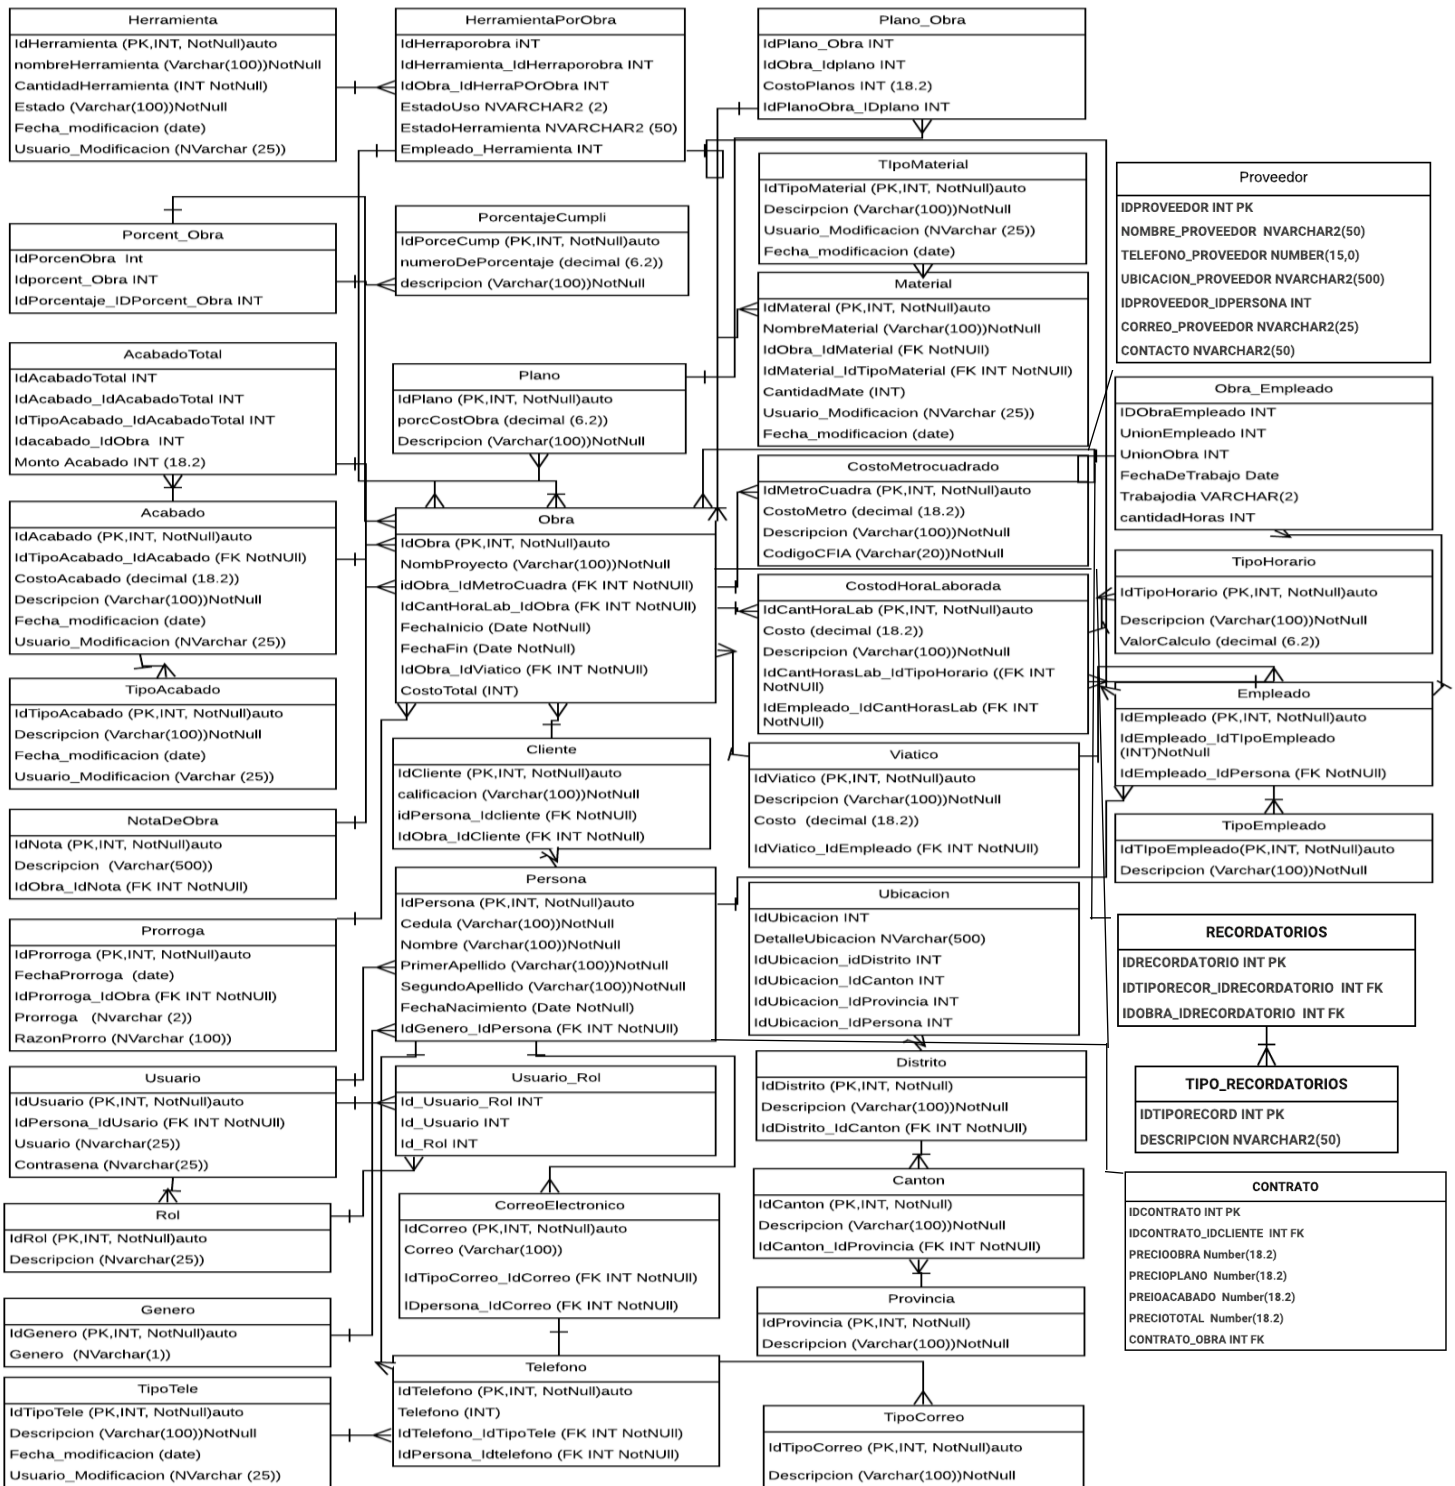 Herramienta
IdHerramienta (PK,INT, NotNull)auto
nombreHerramienta (Varchar(100))NotNull
CantidadHerramienta (INT NotNull)
Estado (Varchar(100))NotNull
Fecha_modificacion (date)
Usuario_Modificacion (NVarchar (25))
HerramientaPorObra
IdHerraporobra iNT
IdHerramienta_IdHerraporobra INT
IdObra_IdHerraPOrObra INT
EstadoUso NVARCHAR2 (2)
EstadoHerramienta NVARCHAR2 (50)
Empleado_Herramienta INT
Plano_Obra
IdPlano_Obra INT
IdObra_Idplano INT
CostoPlanos INT (18.2)
IdPlanoObra_IDplano INT
TIpoMaterial
IdTipoMaterial (PK,INT, NotNull)auto
Descirpcion (Varchar(100))NotNull
Usuario_Modificacion (NVarchar (25))
Fecha_modificacion (date)
Proveedor
IDPROVEEDOR INT PK
NOMBRE_PROVEEDOR NVARCHAR2(50)
TELEFONO_PROVEEDOR NUMBER(15,0)
UBICACION_PROVEEDOR NVARCHAR2(500)
IDPROVEEDOR_IDPERSONA INT
CORREO_PROVEEDOR NVARCHAR2(25)
CONTACTO NVARCHAR2(50)
Porcent_Obra
IdPorcenObra Int
Idporcent_Obra INT
IdPorcentaje_IDPorcent_Obra INT
PorcentajeCumpli
IdPorceCump (PK,INT, NotNull)auto
numeroDePorcentaje (decimal (6.2))
descripcion (Varchar(100))NotNull
Material
IdMateral (PK,INT, NotNull)auto
NombreMaterial (Varchar(100))NotNull
IdObra_IdMaterial (FK NotNUll)
IdMaterial_IdTipoMaterial (FK INT NotNUll)
CantidadMate (INT)
Usuario_Modificacion (NVarchar (25))
Fecha_modificacion (date)
AcabadoTotal
IdAcabadoTotal INT
IdAcabado_IdAcabadoTotal INT
IdTipoAcabado_IdAcabadoTotal INT
Idacabado_IdObra INT
Monto Acabado INT (18.2)
Plano
IdPlano (PK,INT, NotNull)auto
porcCostObra (decimal (6.2))
Descripcion (Varchar(100))NotNull
Obra_Empleado
IDObraEmpleado INT
UnionEmpleado INT
UnionObra INT
FechaDeTrabajo Date
Trabajodia VARCHAR(2)
cantidadHoras INT
CostoMetrocuadrado
IdMetroCuadra (PK,INT, NotNull)auto
CostoMetro (decimal (18.2))
Descripcion (Varchar(100))NotNull
CodigoCFIA (Varchar(20))NotNull
Acabado
IdAcabado (PK,INT, NotNull)auto
IdTipoAcabado_IdAcabado (FK NotNUll)
CostoAcabado (decimal (18.2))
Descripcion (Varchar(100))NotNull
Fecha_modificacion (date)
Usuario_Modificacion (NVarchar (25))
Obra
IdObra (PK,INT, NotNull)auto
NombProyecto (Varchar(100))NotNull
idObra_IdMetroCuadra (FK INT NotNUll)
IdCantHoraLab_IdObra (FK INT NotNUll)
FechaInicio (Date NotNull)
FechaFin (Date NotNull)
IdObra_IdViatico (FK INT NotNUll)
CostoTotal (INT)
CostodHoraLaborada
IdCantHoraLab (PK,INT, NotNull)auto
Costo (decimal (18.2))
Descripcion (Varchar(100))NotNull
IdCantHorasLab_IdTipoHorario ((FK INT
NotNUll)
IdEmpleado_IdCantHorasLab (FK INT
NotNUll)
TipoHorario
IdTipoHorario (PK,INT, NotNull)auto
Descripcion (Varchar(100))NotNull
ValorCalculo (decimal (6.2))
TipoAcabado
IdTipoAcabado (PK,INT, NotNull)auto
Descripcion (Varchar(100))NotNull
Fecha_modificacion (date)
Usuario_Modificacion (Varchar (25))
Empleado
IdEmpleado (PK,INT, NotNull)auto
IdEmpleado_IdTIpoEmpleado
(INT)NotNull
IdEmpleado_IdPersona (FK NotNUll)
Cliente
IdCliente (PK,INT, NotNull)auto
calificacion (Varchar(100))NotNull
idPersona_Idcliente (FK NotNUll)
IdObra_IdCliente (FK INT NotNUll)
Viatico
IdViatico (PK,INT, NotNull)auto
Descripcion (Varchar(100))NotNull
Costo (decimal (18.2))
IdViatico_IdEmpleado (FK INT NotNUll)
NotaDeObra
IdNota (PK,INT, NotNull)auto
Descripcion (Varchar(500))
IdObra_IdNota (FK INT NotNUll)
TipoEmpleado
IdTIpoEmpleado(PK,INT, NotNull)auto
Descripcion (Varchar(100))NotNull
Persona
IdPersona (PK,INT, NotNull)auto
Cedula (Varchar(100))NotNull
Nombre (Varchar(100))NotNull
PrimerApellido (Varchar(100))NotNull
SegundoApellido (Varchar(100))NotNull
FechaNacimiento (Date NotNull)
IdGenero_IdPersona (FK INT NotNUll)
Ubicacion
IdUbicacion INT
DetalleUbicacion NVarchar(500)
IdUbicacion_idDistrito INT
IdUbicacion_IdCanton INT
IdUbicacion_IdProvincia INT
IdUbicacion_IdPersona INT
Prorroga
IdProrroga (PK,INT, NotNull)auto
FechaProrroga (date)
IdProrroga_IdObra (FK INT NotNUll)
Prorroga (Nvarchar (2))
RazonProrro (NVarchar (100))
RECORDATORIOS
IDRECORDATORIO INT PK
IDTIPORECOR_IDRECORDATORIO INT FK
IDOBRA_IDRECORDATORIO INT FK
Usuario
IdUsuario (PK,INT, NotNull)auto
IdPersona_IdUsario (FK INT NotNUll)
Usuario (Nvarchar(25))
Contrasena (Nvarchar(25))
Usuario_Rol
Id_Usuario_Rol INT
Id_Usuario INT
Id_Rol INT
Distrito
IdDistrito (PK,INT, NotNull)
Descripcion (Varchar(100))NotNull
IdDistrito_IdCanton (FK INT NotNUll)
TIPO_RECORDATORIOS
IDTIPORECORD INT PK
DESCRIPCION NVARCHAR2(50)
Rol
IdRol (PK,INT, NotNull)auto
Descripcion (Nvarchar(25))
CorreoElectronico
IdCorreo (PK,INT, NotNull)auto
Correo (Varchar(100))
IdTipoCorreo_IdCorreo (FK INT NotNUll)
IDpersona_IdCorreo (FK INT NotNUll)
Canton
IdCanton (PK,INT, NotNull)
Descripcion (Varchar(100))NotNull
IdCanton_IdProvincia (FK INT NotNUll)
CONTRATO
IDCONTRATO INT PK
IDCONTRATO_IDCLIENTE INT FK
PRECIOOBRA Number(18.2)
PRECIOPLANO Number(18.2)
PREIOACABADO Number(18.2)
PRECIOTOTAL Number(18.2)
CONTRATO_OBRA INT FK
Genero
IdGenero (PK,INT, NotNull)auto
Genero (NVarchar(1))
Provincia
IdProvincia (PK,INT, NotNull)
Descripcion (Varchar(100))NotNull
TipoTele
IdTipoTele (PK,INT, NotNull)auto
Descripcion (Varchar(100))NotNull
Fecha_modificacion (date)
Usuario_Modificacion (NVarchar (25))
Telefono
IdTelefono (PK,INT, NotNull)auto
Telefono (INT)
IdTelefono_IdTipoTele (FK INT NotNUll)
IdPersona_Idtelefono (FK INT NotNUll)
TipoCorreo
IdTipoCorreo (PK,INT, NotNull)auto
Descripcion (Varchar(100))NotNull